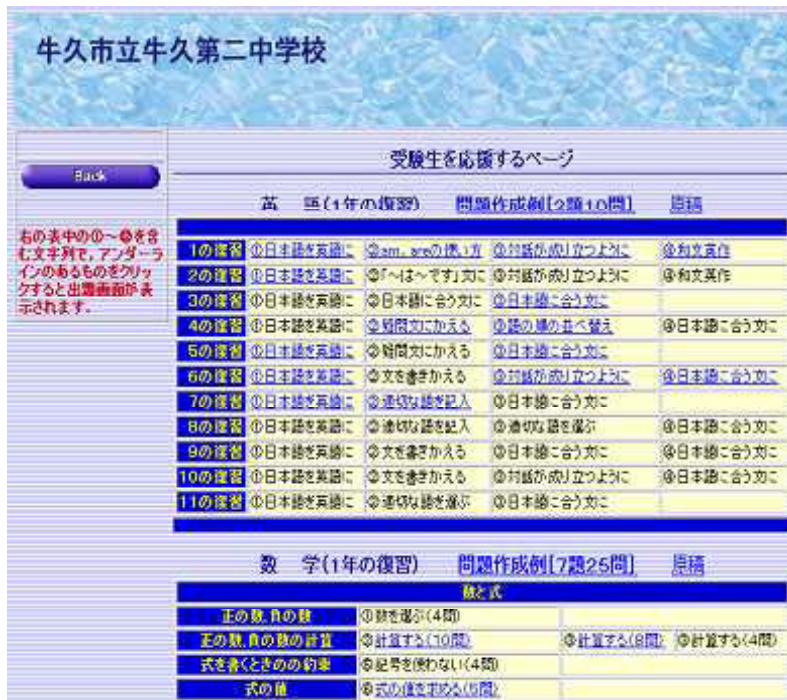 牛久市立牛久第二中学校
受験生を応援するページ
Back
英 語(1年の復習) 問題作成例[2題10問] 原稿
右の表中の①～④を含
む文字列で、アンダーラ
インのあるものをクリッ
クすると出題画面が表
示されます。
1の復習 ①日本語を英語に ②am, areの使い方 ③対話が成り立つように ④和文英作
2の復習 ①日本語を英語に ②「～は～です」文に ③対話が成り立つように ④和文英作
3の復習 ①日本語を英語に ②日本語に合う文に ③日本語に合う文に
4の復習 ①日本語を英語に ②疑問文にかえる ③語の順の並べ替え ④日本語に合う文に
5の復習 ①日本語を英語に ②疑問文にかえる ③日本語に合う文に
6の復習 ①日本語を英語に ②文を書きかえる ③対話が成り立つように ④日本語に合う文に
7の復習 ①日本語を英語に ②適切な語を記入 ③日本語に合う文に
8の復習 ①日本語を英語に ②適切な語を記入 ③適切な語を選ぶ ④日本語に合う文に
9の復習 ①日本語を英語に ②文を書きかえる ③日本語に合う文に ④日本語に合う文に
10の復習 ①日本語を英語に ②文を書きかえる ③対話が成り立つように ④日本語に合う文に
11の復習 ①日本語を英語に ②適切な語を選ぶ ③日本語に合う文に
数 学(1年の復習) 問題作成例[7題25問] 原稿
数と式
正の数,負の数 ①数を選ぶ(4問)
正の数,負の数の計算 ②計算する(10問) ③計算する(8問) ④計算する(4問)
式を書くときのの約束 ⑤記号を使わない(4問)
式の値 ⑥式の値を求める(5問)